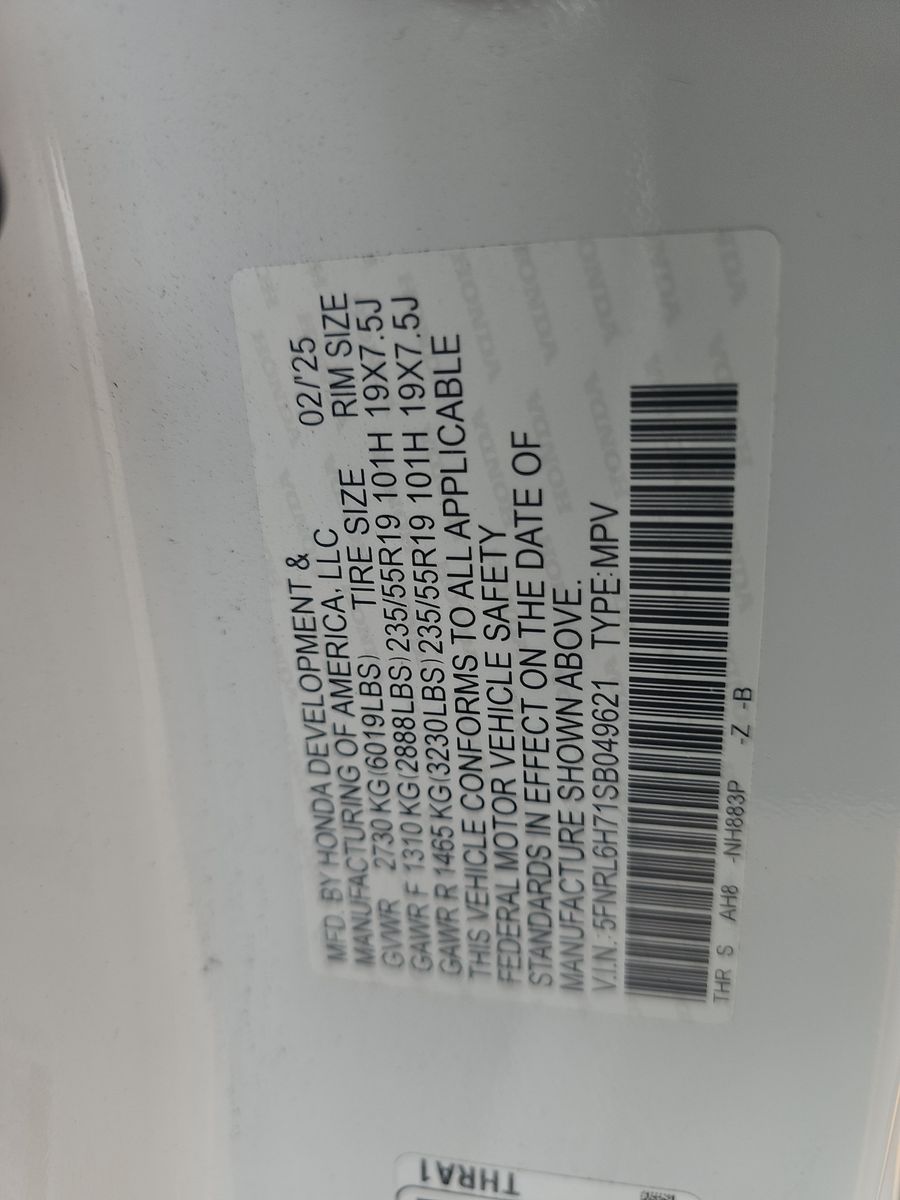 MFD. BY HONDA DEVELOPMENT & 02/'25
MANUFACTURING OF AMERICA, LLC
GVWR 2730 KG(6019LBS) TIRE SIZE RIM SIZE
GAWR F 1310 KG(2888LBS) 235/55R19 101H 19X7.5J
GAWR R 1465 KG(3230LBS) 235/55R19 101H 19X7.5J
THIS VEHICLE CONFORMS TO ALL APPLICABLE
FEDERAL MOTOR VEHICLE SAFETY
STANDARDS IN EFFECT ON THE DATE OF
MANUFACTURE SHOWN ABOVE.
V.I.N.:5FNRL6H71SB049621 TYPE:MPV
THR S AH8 -NH883P -Z -B
THRA1